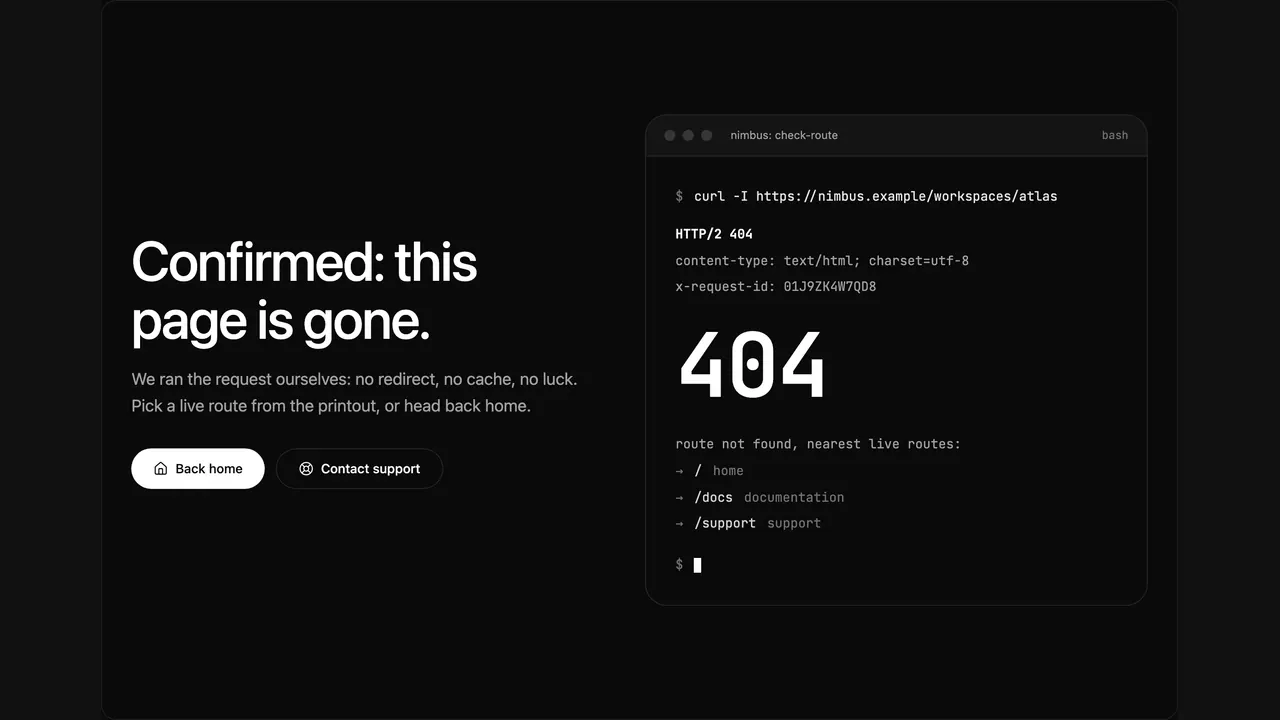 Confirmed: this
page is gone.
We ran the request ourselves: no redirect, no cache, no luck.
Pick a live route from the printout, or head back home.
Back home
Contact support
nimbus: check-route
bash
$ curl -I https://nimbus.example/workspaces/atlas
HTTP/2 404
content-type: text/html; charset=utf-8
x-request-id: 01J9ZK4W7QD8
404
route not found, nearest live routes:
→ / home
→ /docs documentation
→ /support support
$